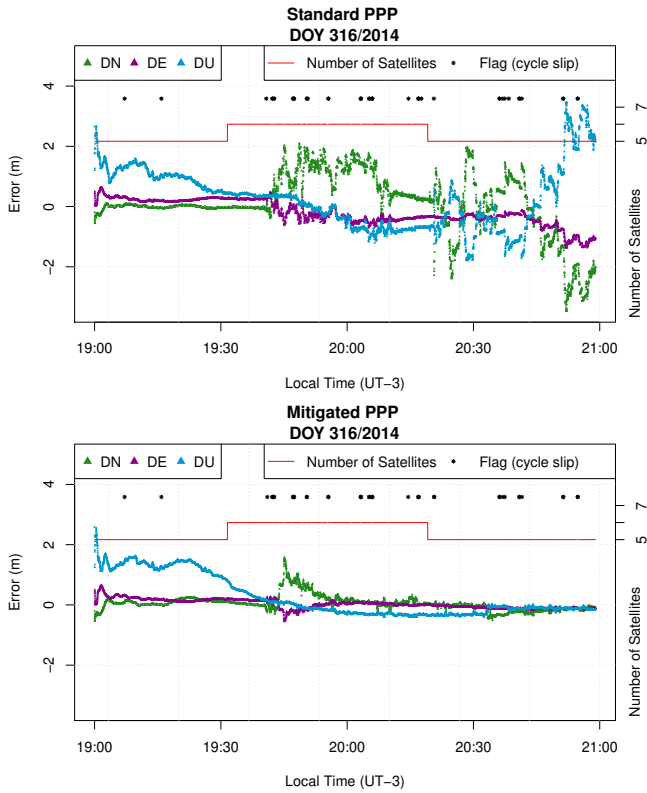 Standard PPP
DOY 316/2014
DN DE DU Number of Satellites Flag (cycle slip)
Error (m)
4
2
0
−2
7
5
Number of Satellites
19:00 19:30 20:00 20:30 21:00
Local Time (UT−3)
Mitigated PPP
DOY 316/2014
DN DE DU Number of Satellites Flag (cycle slip)
Error (m)
4
2
0
−2
7
5
Number of Satellites
19:00 19:30 20:00 20:30 21:00
Local Time (UT−3)